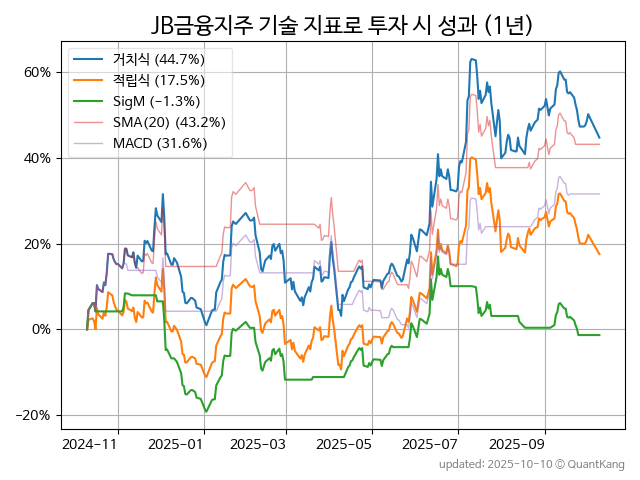 JB금융지주 기술 지표로 투자 시 성과 (1년)
거치식 (44.7%)
적립식 (17.5%)
SigM (−1.3%)
SMA(20) (43.2%)
MACD (31.6%)
60%
40%
20%
0%
−20%
2024-11 2025-01 2025-03 2025-05 2025-07 2025-09
updated: 2025-10-10 © QuantKang